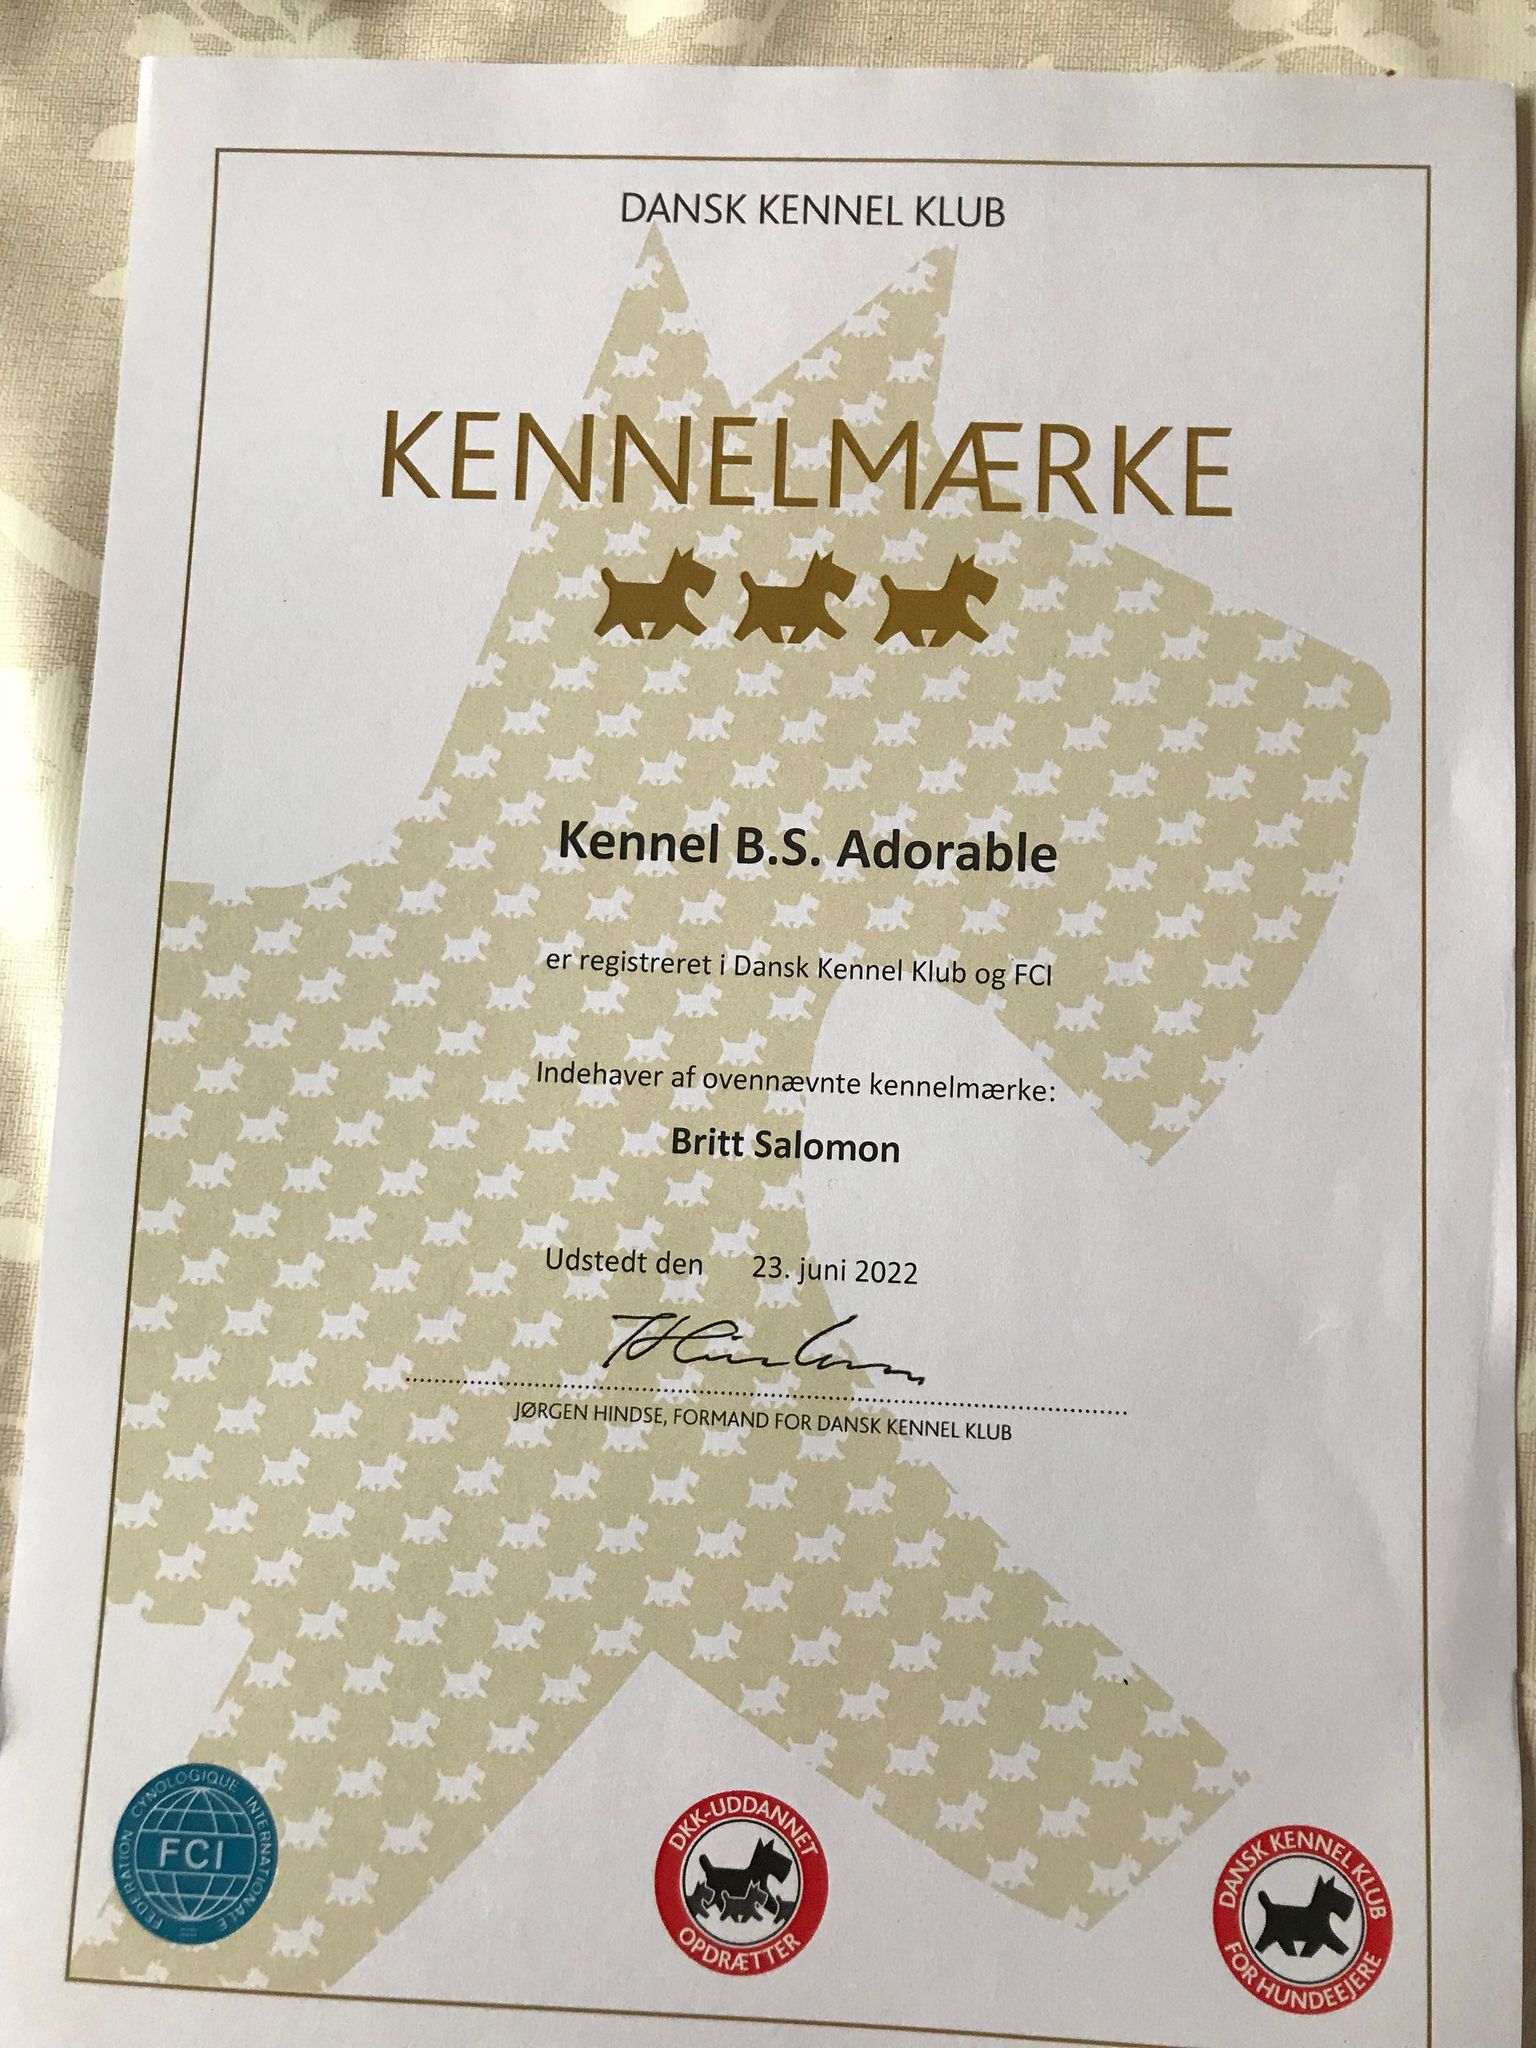 DANSK KENNEL KLUB
KENNELMÆRKE
Kennel B.S. Adorable
er registreret i Dansk Kennel Klub og FCI
Indehaver af ovennævnte kennelmærke:
Britt Salomon
Udstedt den 23. juni 2022
JØRGEN HINDSE, FORMAND FOR DANSK KENNEL KLUB
FEDERATION CYNOLOGIQUE INTERNATIONALE
FCI
DKK-UDDANNET
OPDRÆTTER
DANSK KENNEL KLUB
FOR HUNDEEJERE